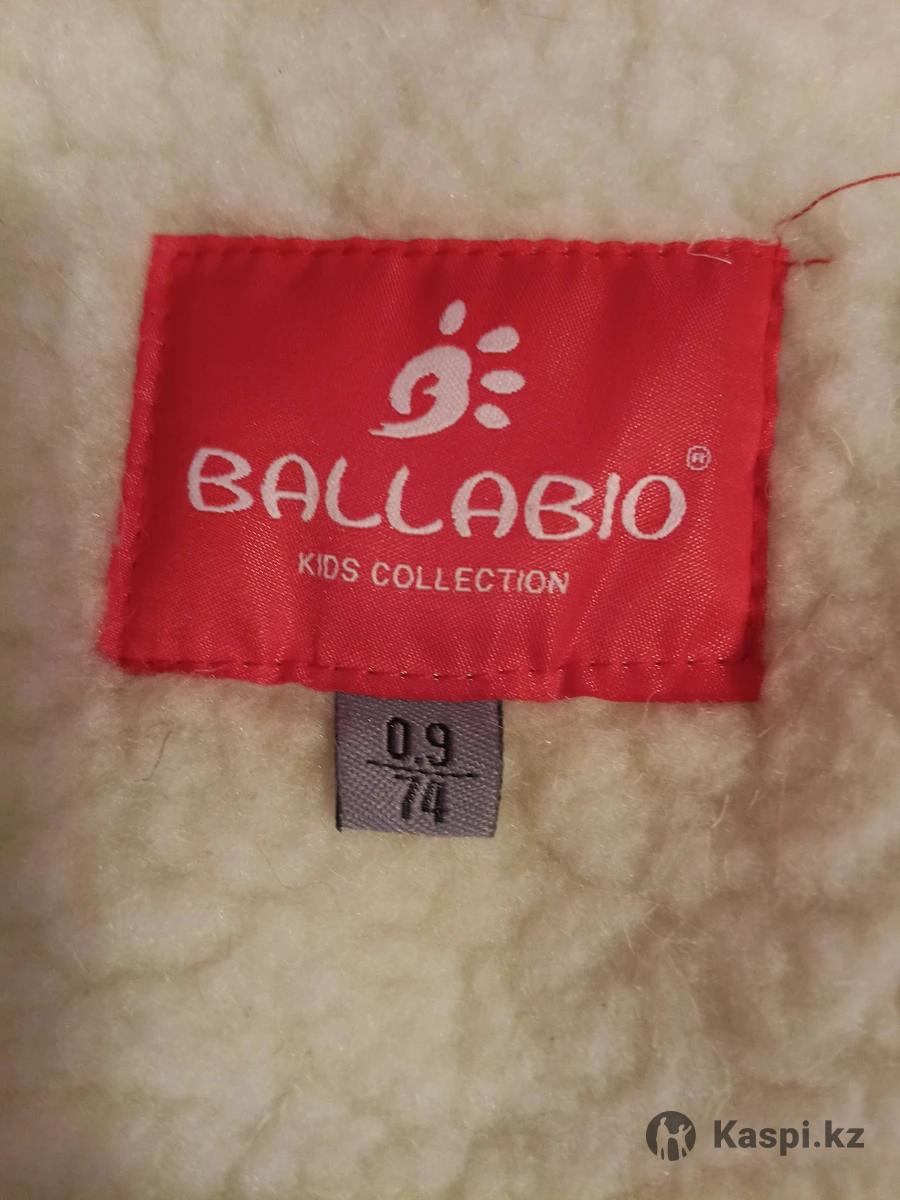 BALLABIO®
KIDS COLLECTION
0.9
74
Kaspi.kz